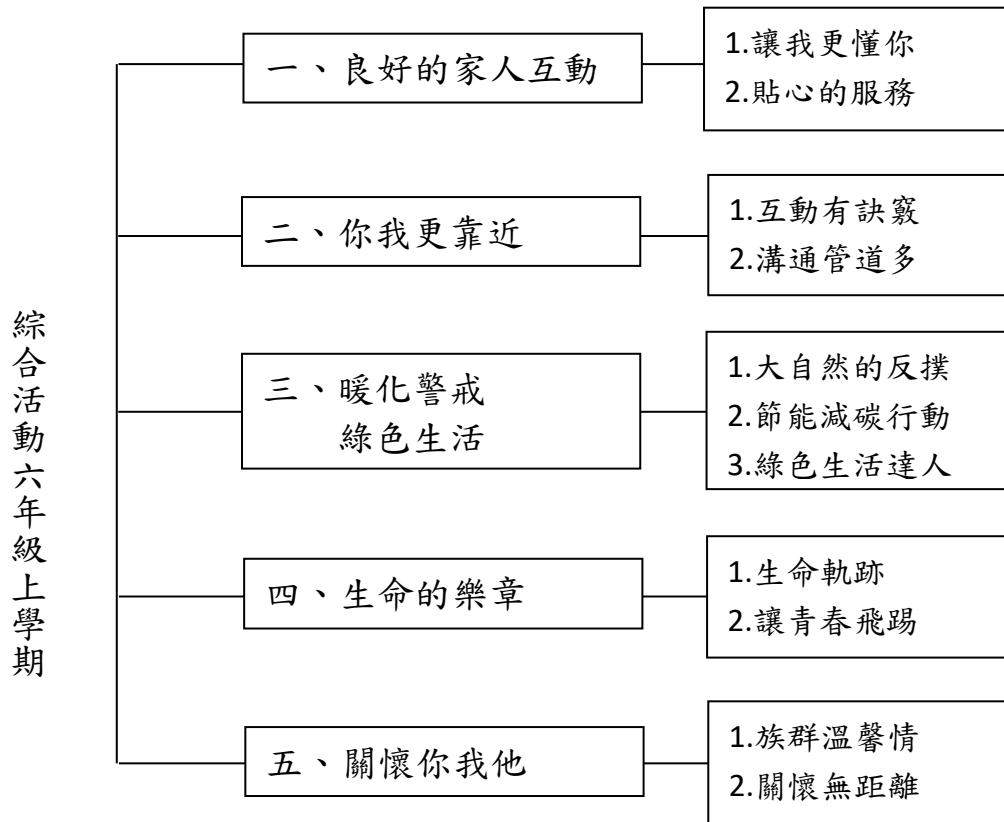 綜合活動六年級上學期
一、良好的家人互動
1.讓我更懂你
2.貼心的服務
二、你我更靠近
1.互動有訣竅
2.溝通管道多
三、暖化警戒
綠色生活
1.大自然的反撲
2.節能減碳行動
3.綠色生活達人
四、生命的樂章
1.生命軌跡
2.讓青春飛踢
五、關懷你我他
1.族群溫馨情
2.關懷無距離